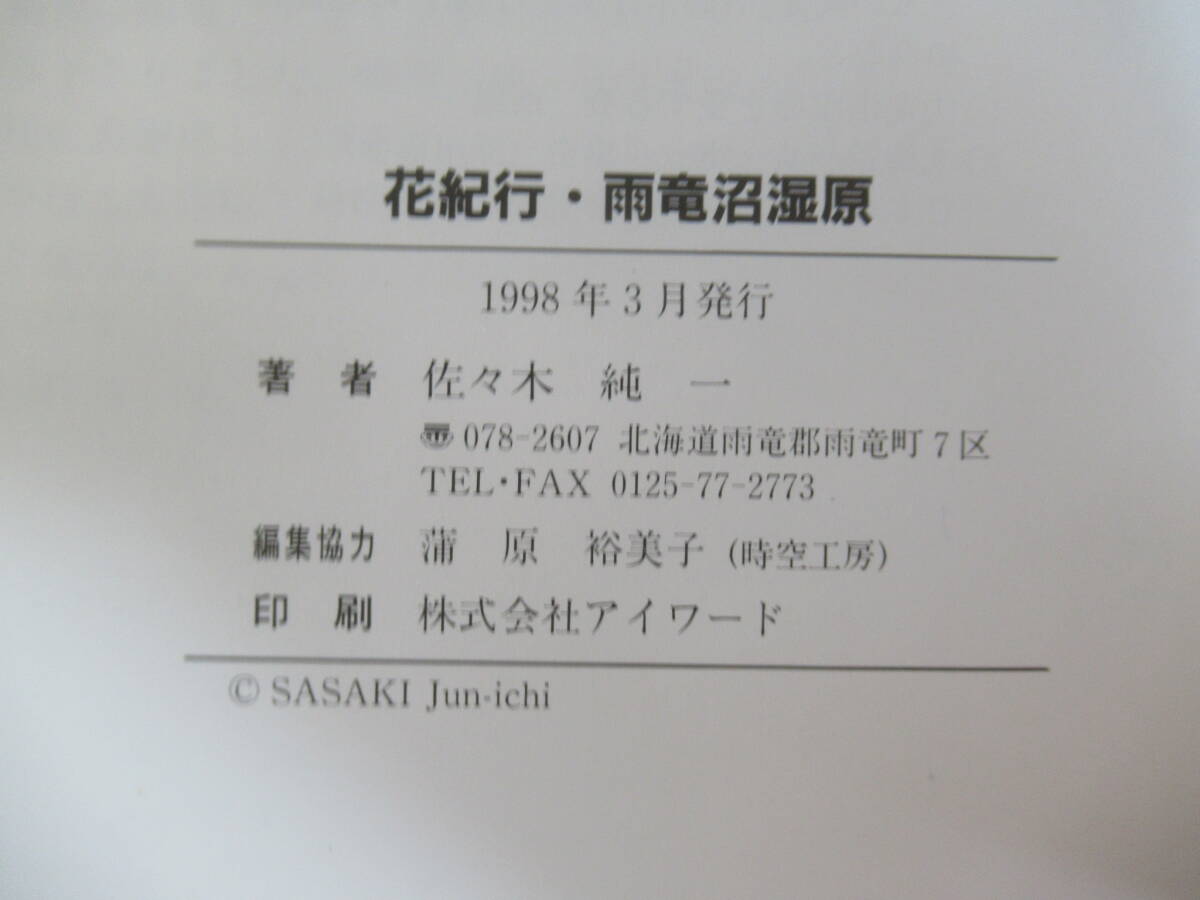 花紀行・雨竜沼湿原
1998年3月発行
著者 佐々木 純一
☎078-2607 北海道雨竜郡雨竜町7区
TEL・FAX 0125-77-2773
編集協力 蒲原 裕美子(時空工房)
印刷 株式会社アイワード
© SASAKI Jun-ichi